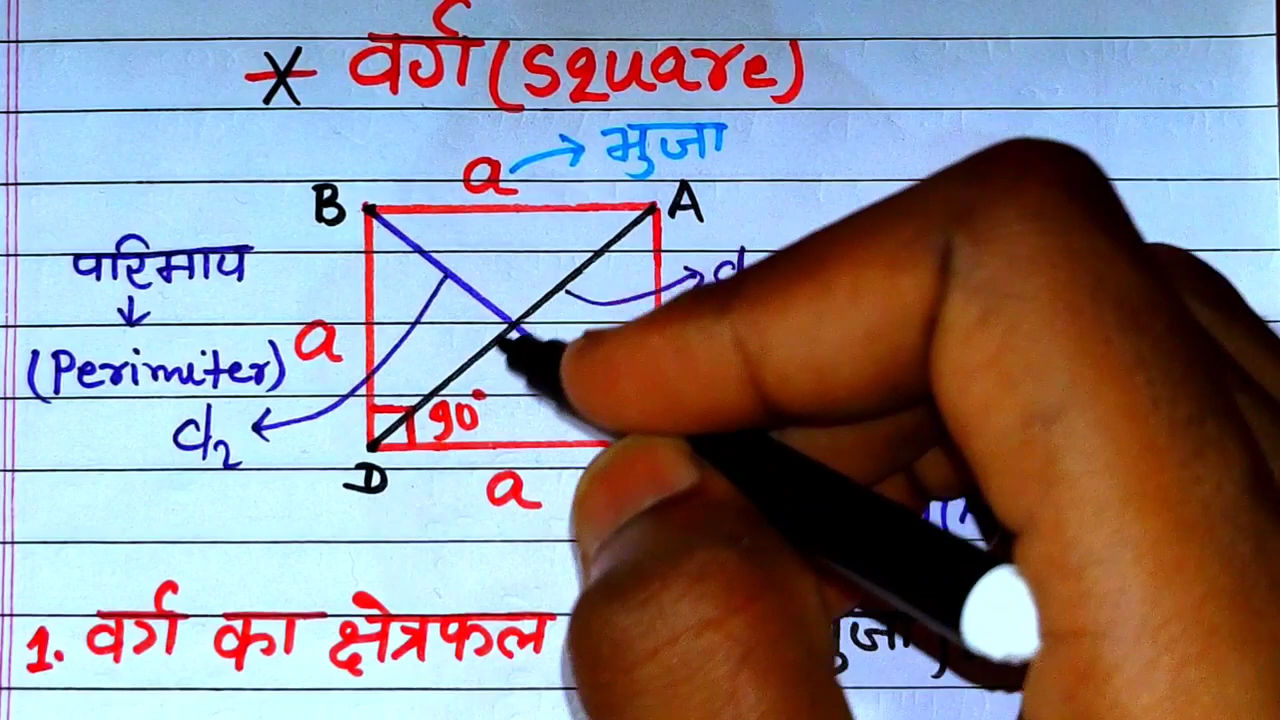 * वर्ग (square)
a → भुजा
B A
परिमाप
↓
(Perimiter) a
d₂ 90°
D a
1. वर्ग का क्षेत्रफल